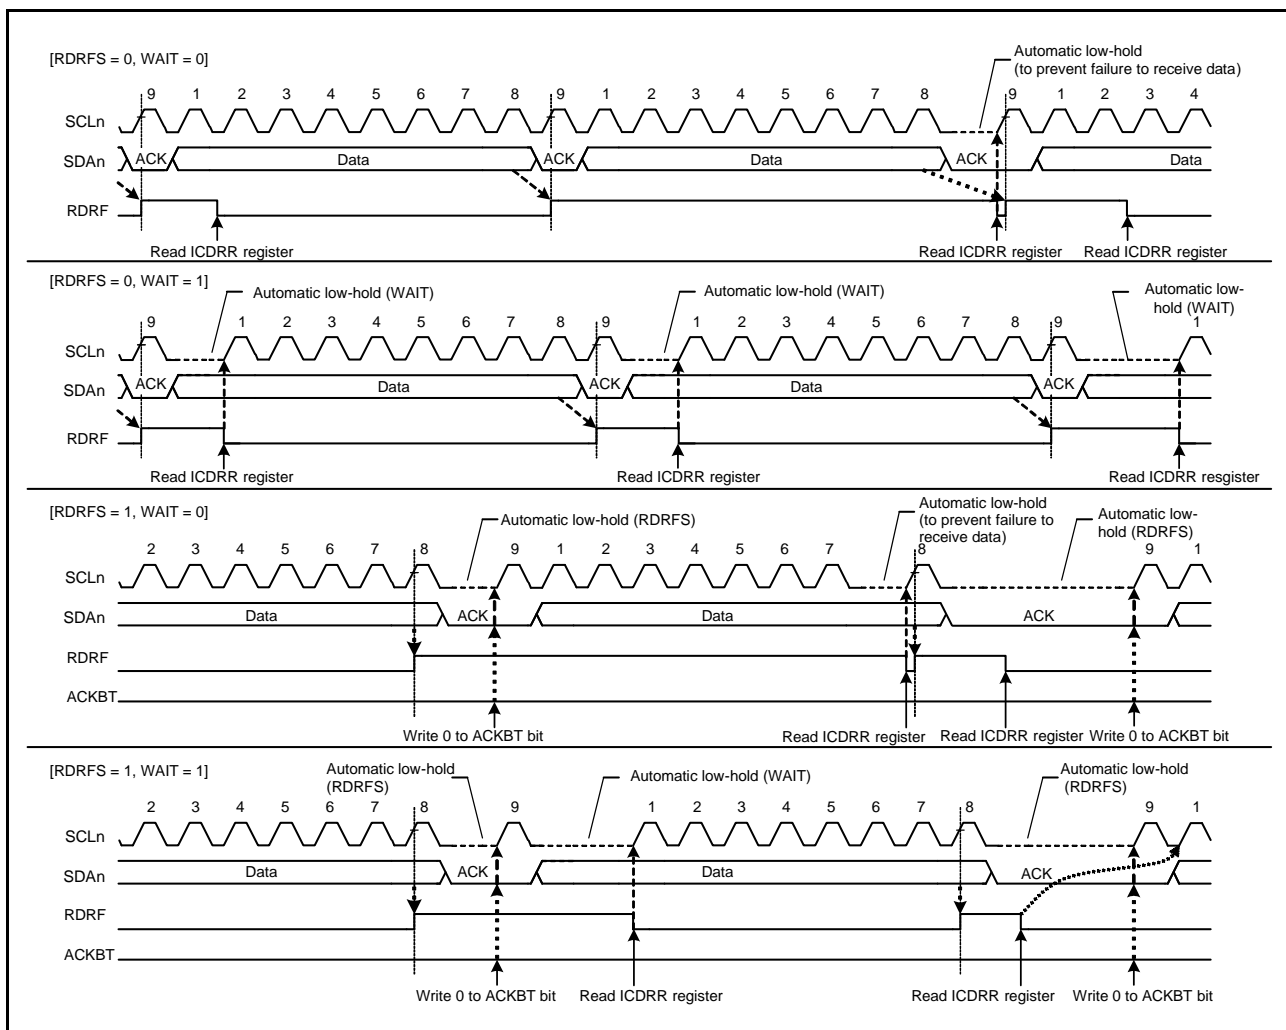 [RDRFS = 0, WAIT = 0]
Automatic low-hold
(to prevent failure to receive data)
9 1 2 3 4 5 6 7 8 9 1 2 3 4 5 6 7 8 9 1 2 3 4
SCLn
SDAn ACK Data ACK Data ACK Data
RDRF
Read ICDRR register Read ICDRR register Read ICDRR register
[RDRFS = 0, WAIT = 1]
Automatic low-hold (WAIT) Automatic low-hold (WAIT) Automatic low-
hold (WAIT)
9 1 2 3 4 5 6 7 8 9 1 2 3 4 5 6 7 8 9 1
SCLn
SDAn ACK Data ACK Data ACK
RDRF
Read ICDRR register Read ICDRR register Read ICDRR resgister
[RDRFS = 1, WAIT = 0]
Automatic low-hold (RDRFS) Automatic low-hold
(to prevent failure to
receive data) Automatic low-
hold (RDRFS)
2 3 4 5 6 7 8 9 1 2 3 4 5 6 7 8 9 1
SCLn
SDAn Data ACK Data ACK
RDRF
ACKBT
Write 0 to ACKBT bit Read ICDRR register Read ICDRR register Write 0 to ACKBT bit
[RDRFS = 1, WAIT = 1]
Automatic low-hold
(RDRFS) Automatic low-hold (WAIT) Automatic low-hold
(RDRFS)
2 3 4 5 6 7 8 9 1 2 3 4 5 6 7 8 9 1
SCLn
SDAn Data ACK Data ACK
RDRF
ACKBT
Write 0 to ACKBT bit Read ICDRR register Read ICDRR register Write 0 to ACKBT bit